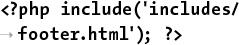 <?php include('includes/
→footer.html'); ?>